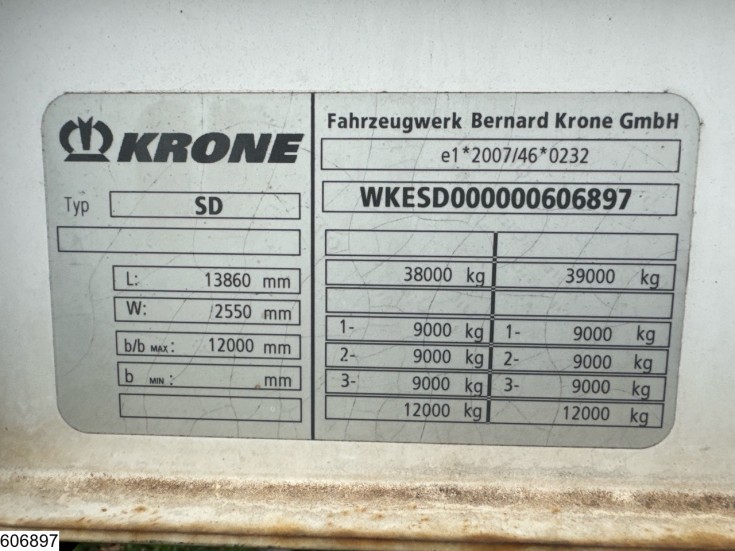 KRONE
Typ SD
L: 13860 mm
W: 2550 mm
b/b MAX: 12000 mm
b MIN: mm
Fahrzeugwerk Bernard Krone GmbH
e1*2007/46*0232
WKESD000000606897
38000 kg 39000 kg
1- 9000 kg 1- 9000 kg
2- 9000 kg 2- 9000 kg
3- 9000 kg 3- 9000 kg
12000 kg 12000 kg
606897